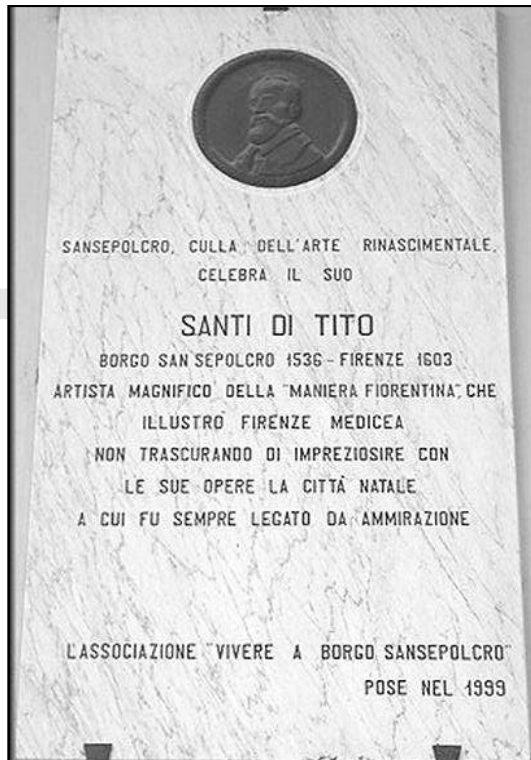 SANSEPOLCRO, CULLA DELL'ARTE RINASCIMENTALE,
CELEBRA IL SUO
SANTI DI TITO
BORGO SAN SEPOLCRO 1536 - FIRENZE 1603
ARTISTA MAGNIFICO DELLA "MANIERA FIORENTINA", CHE
ILLUSTRÒ FIRENZE MEDICEA
NON TRASCURANDO DI IMPREZIOSIRE CON
LE SUE OPERE LA CITTÀ NATALE
A CUI FU SEMPRE LEGATO DA AMMIRAZIONE
L'ASSOCIAZIONE "VIVERE A BORGO SANSEPOLCRO"
POSE NEL 1999